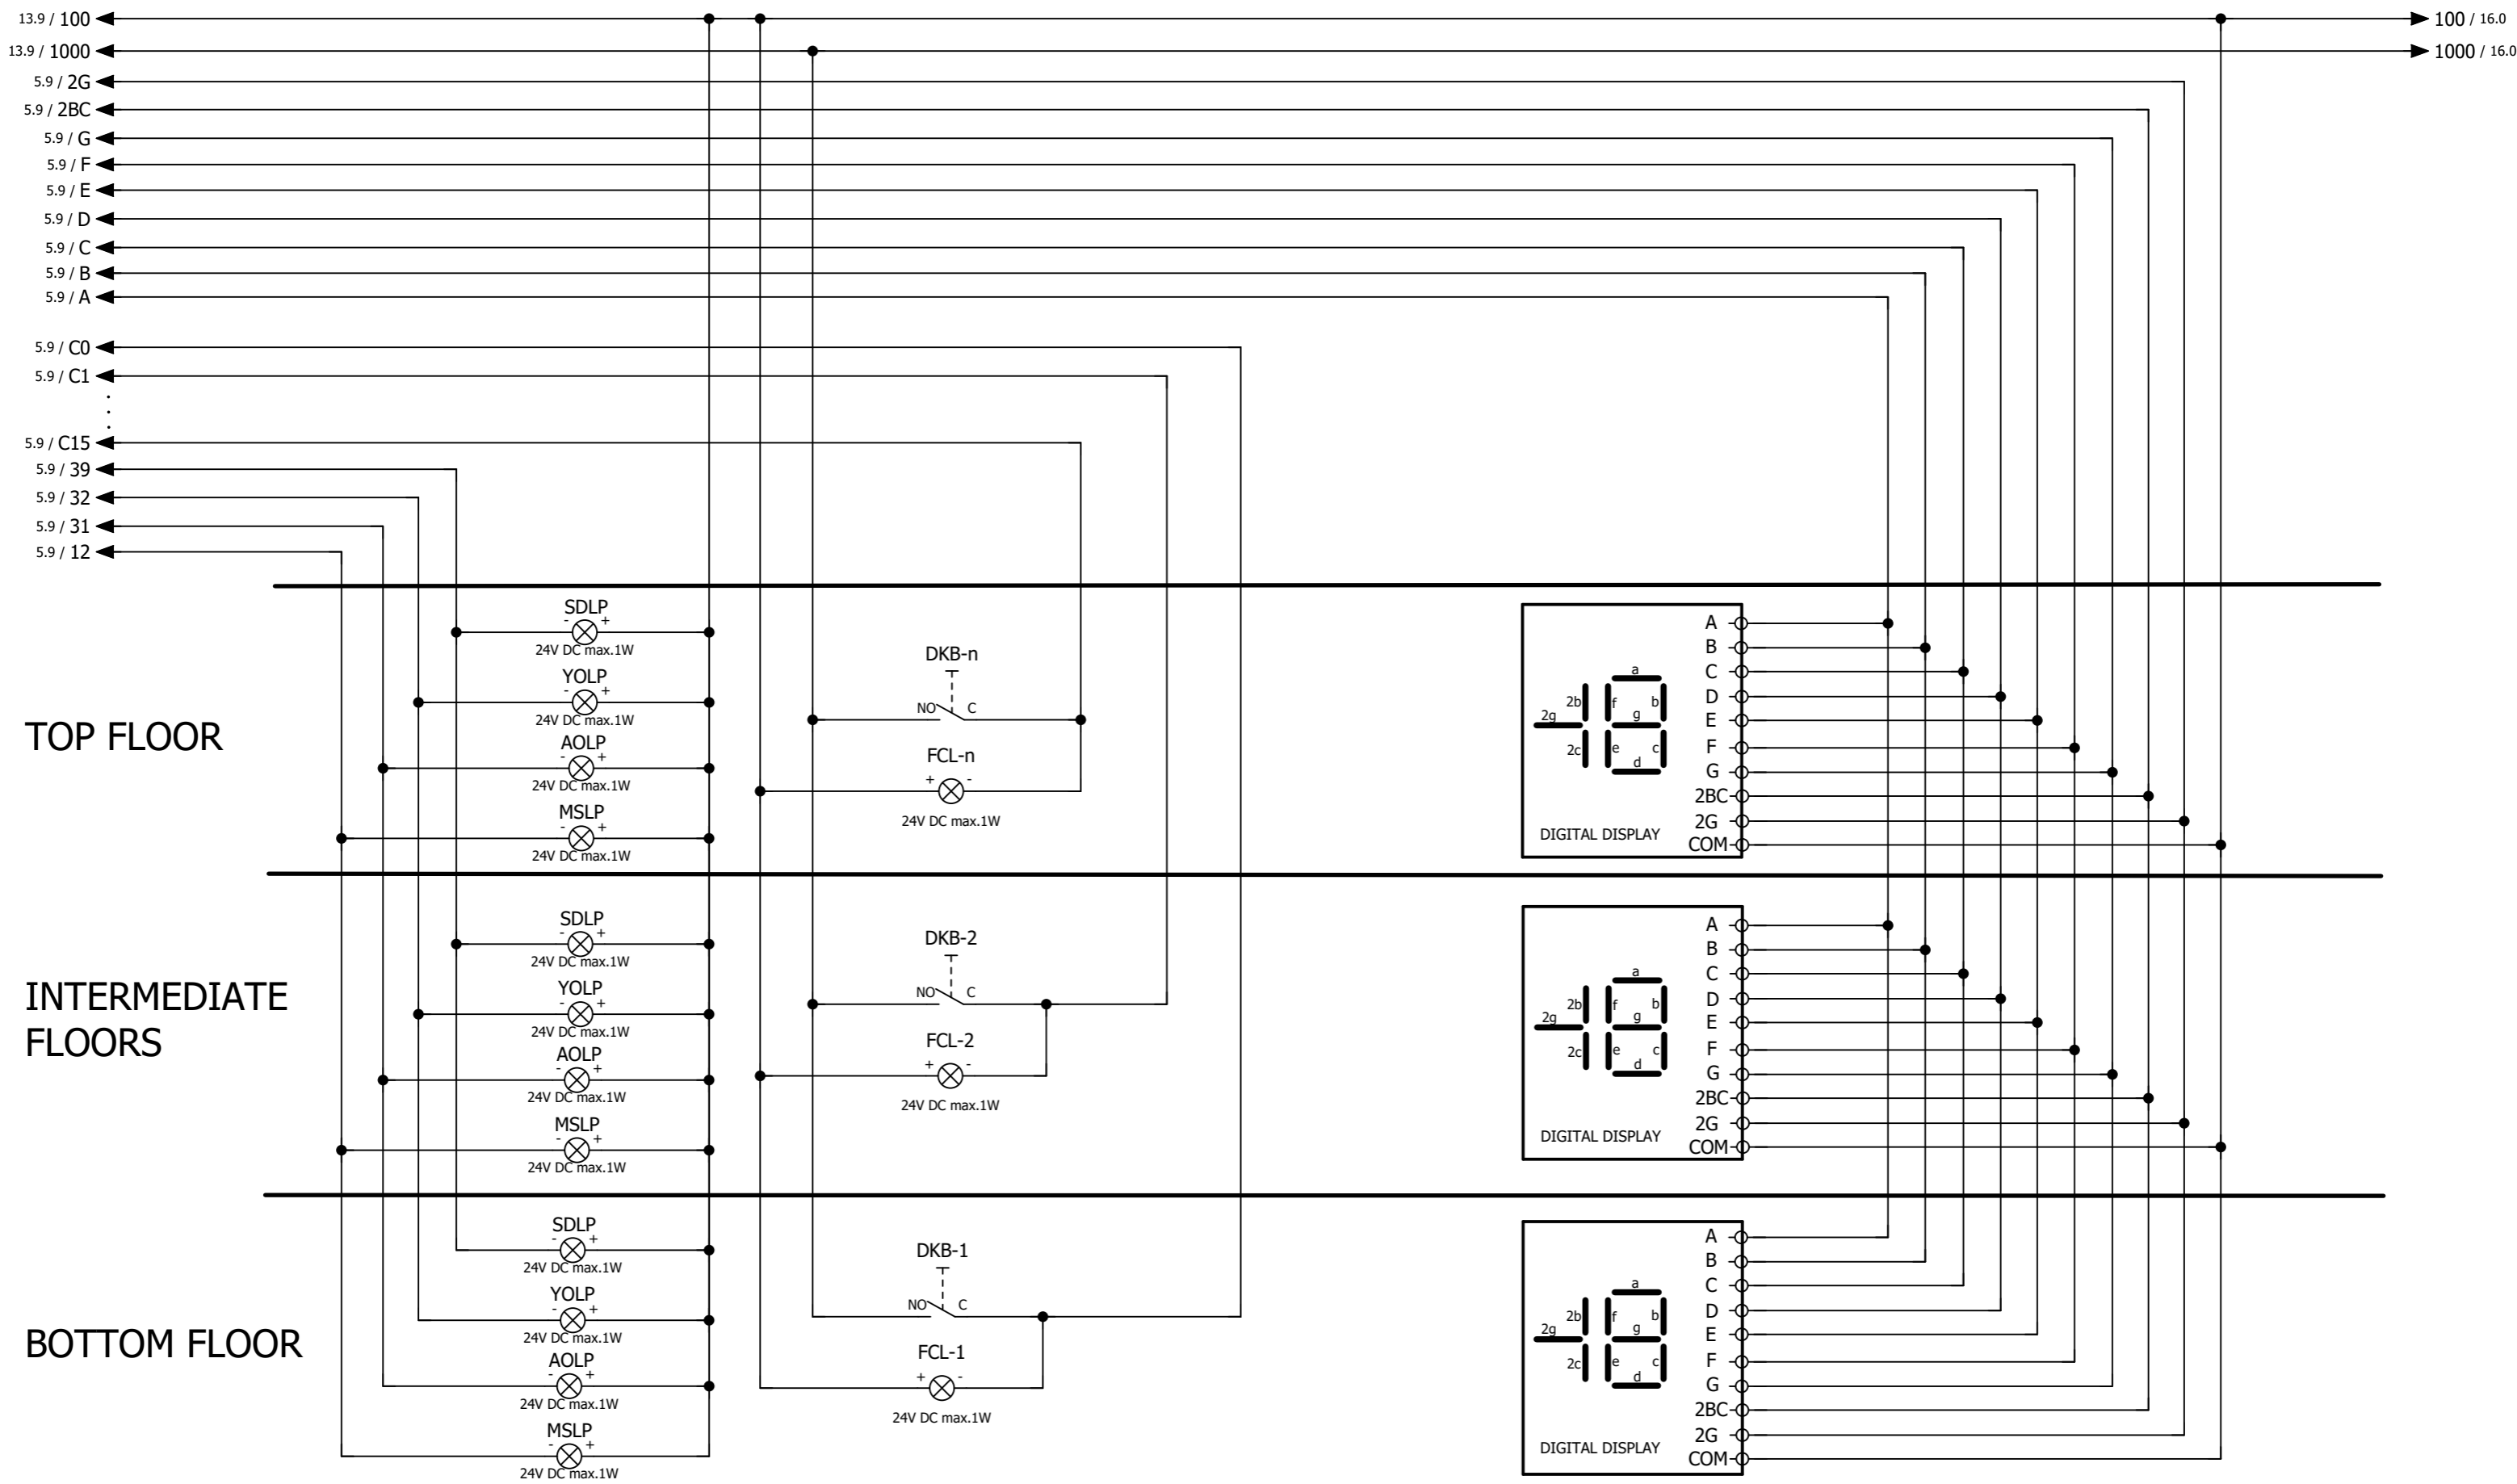 13.9 / 100
100 / 16.0
13.9 / 1000
1000 / 16.0
5.9 / 2G
5.9 / 2BC
5.9 / G
5.9 / F
5.9 / E
5.9 / D
5.9 / C
5.9 / B
5.9 / A
5.9 / C0
5.9 / C1
5.9 / C15
5.9 / 39
5.9 / 32
5.9 / 31
5.9 / 12
TOP FLOOR
SDLP
- +
24V DC max.1W
YOLP
- +
24V DC max.1W
AOLP
- +
24V DC max.1W
MSLP
- +
24V DC max.1W
DKB-n
NO C
FCL-n
+ -
24V DC max.1W
a
2b f b
2g g
2c e c
d
DIGITAL DISPLAY
A
B
C
D
E
F
G
2BC
2G
COM
INTERMEDIATE
FLOORS
SDLP
- +
24V DC max.1W
YOLP
- +
24V DC max.1W
AOLP
- +
24V DC max.1W
MSLP
- +
24V DC max.1W
DKB-2
NO C
FCL-2
+ -
24V DC max.1W
a
2b f b
2g g
2c e c
d
DIGITAL DISPLAY
A
B
C
D
E
F
G
2BC
2G
COM
BOTTOM FLOOR
SDLP
- +
24V DC max.1W
YOLP
- +
24V DC max.1W
AOLP
- +
24V DC max.1W
MSLP
- +
24V DC max.1W
DKB-1
NO C
FCL-1
+ -
24V DC max.1W
a
2b f b
2g g
2c e c
d
DIGITAL DISPLAY
A
B
C
D
E
F
G
2BC
2G
COM